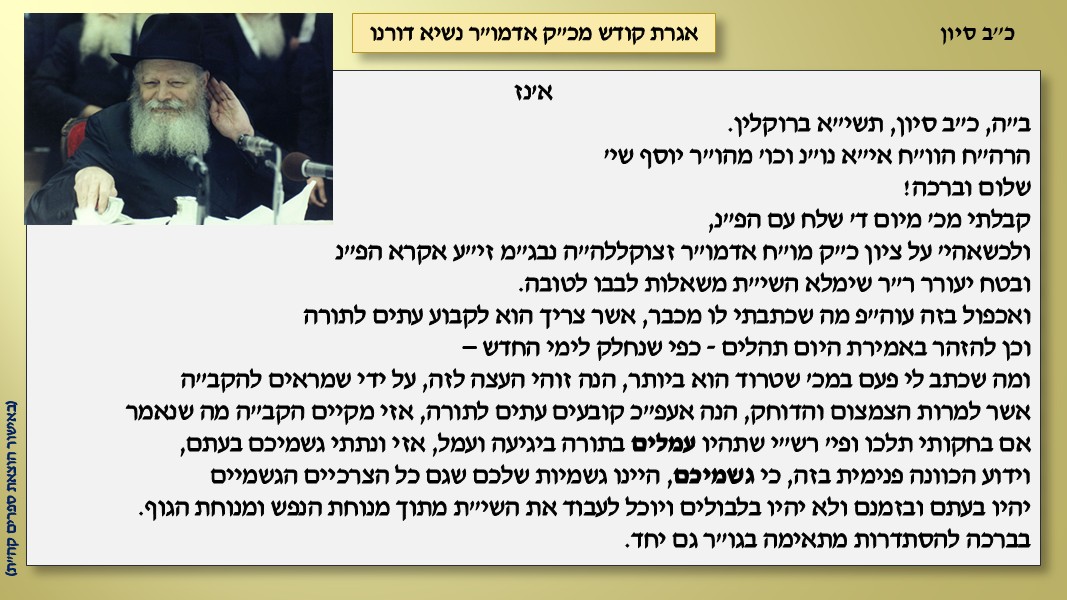 כ״ב סיון
אגרת קודש מכ״ק אדמו״ר נשיא דורנו
א׳נז
ב״ה, כ״ב סיון, תשי״א ברוקלין.
הרה״ח הוו״ח אי״א נו״נ וכו׳ מהו״ר יוסף שי׳
שלום וברכה!
קבלתי מכ׳ מיום ד׳ שלח עם הפ״נ,
ולכשאהי׳ על ציון כ״ק מו״ח אדמו״ר זצוקללה״ה נבג״מ זי״ע אקרא הפ״נ
ובטח יעורר ר״ר שימלא השי״ת משאלות לבבו לטובה.
ואכפול בזה עוה״פ מה שכתבתי לו מכבר, אשר צריך הוא לקבוע עתים לתורה
וכן להזהר באמירת היום תהלים - כפי שנחלק לימי החדש –
ומה שכתב לי פעם במכ׳ שטרוד הוא ביותר, הנה זוהי העצה לזה, על ידי שמראים להקב״ה
אשר למרות הצמצום והדוחק, הנה אעפ״כ קובעים עתים לתורה, אזי מקיים הקב״ה מה שנאמר
אם בחקותי תלכו ופי׳ רש״י שתהיו עמלים בתורה ביגיעה ועמל, אזי ונתתי גשמיכם בעתם,
וידוע הכוונה פנימית בזה, כי גשמיכם, היינו גשמיות שלכם שגם כל הצרכיים הגשמיים
יהיו בעתם ובזמנם ולא יהיו בלבולים ויוכל לעבוד את השי״ת מתוך מנוחת הנפש ומנוחת הגוף.
בברכה להסתדרות מתאימה בגו״ר גם יחד.
(באישור הוצאת ספרים קה״ת)